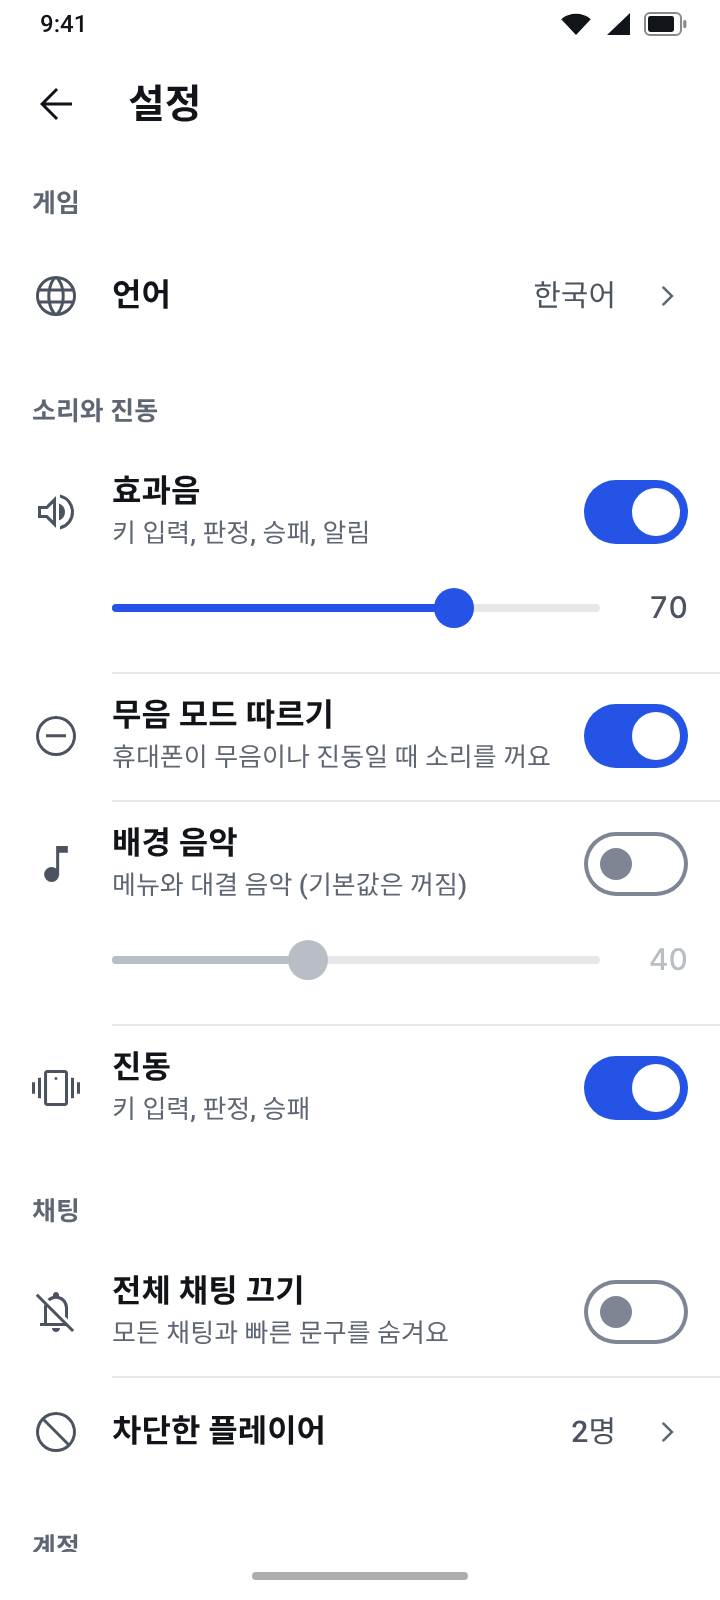 9:41
설정
게임
언어
한국어
소리와 진동
효과음
키 입력, 판정, 승패, 알림
70
무음 모드 따르기
휴대폰이 무음이나 진동일 때 소리를 꺼요
배경 음악
메뉴와 대결 음악 (기본값은 꺼짐)
40
진동
키 입력, 판정, 승패
채팅
전체 채팅 끄기
모든 채팅과 빠른 문구를 숨겨요
차단한 플레이어
2명
계정